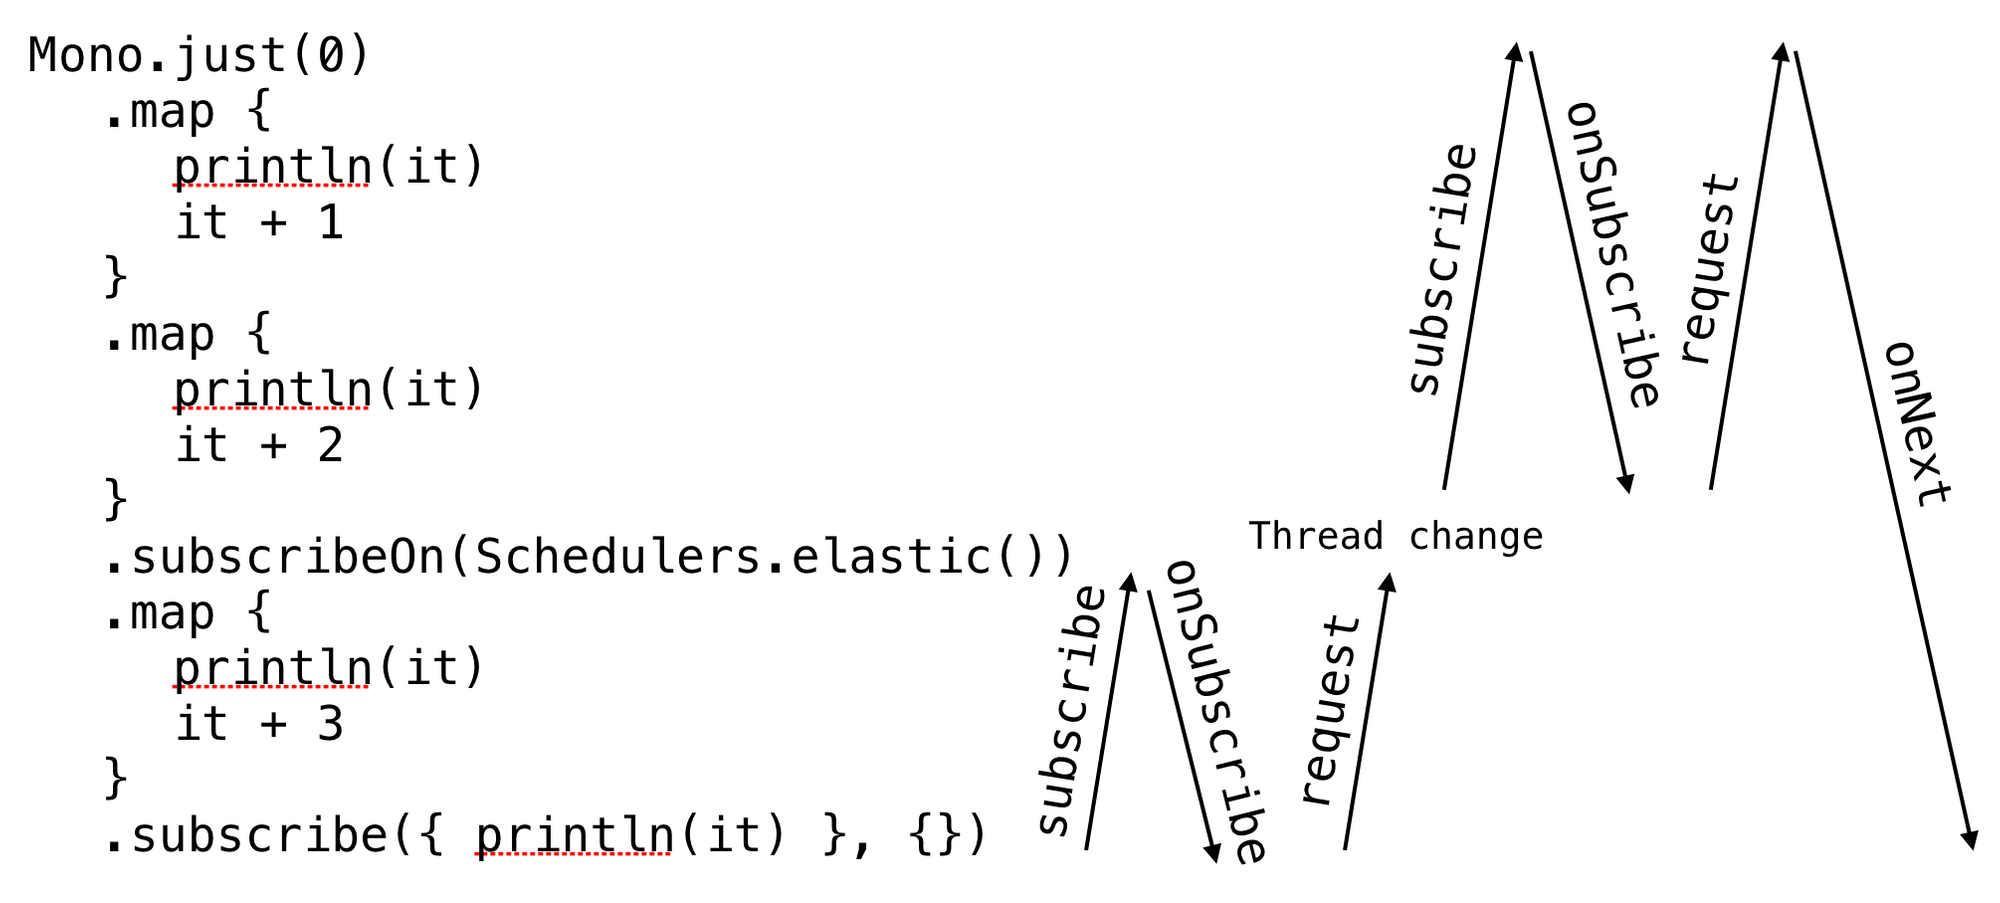 Mono.just(0)
.map {
println(it)
it + 1
}
.map {
println(it)
it + 2
}
.subscribeOn(Schedulers.elastic())
.map {
println(it)
it + 3
}
.subscribe({ println(it) }, {})
subscribe
onSubscribe
request
Thread change
subscribe
onSubscribe
request
onNext